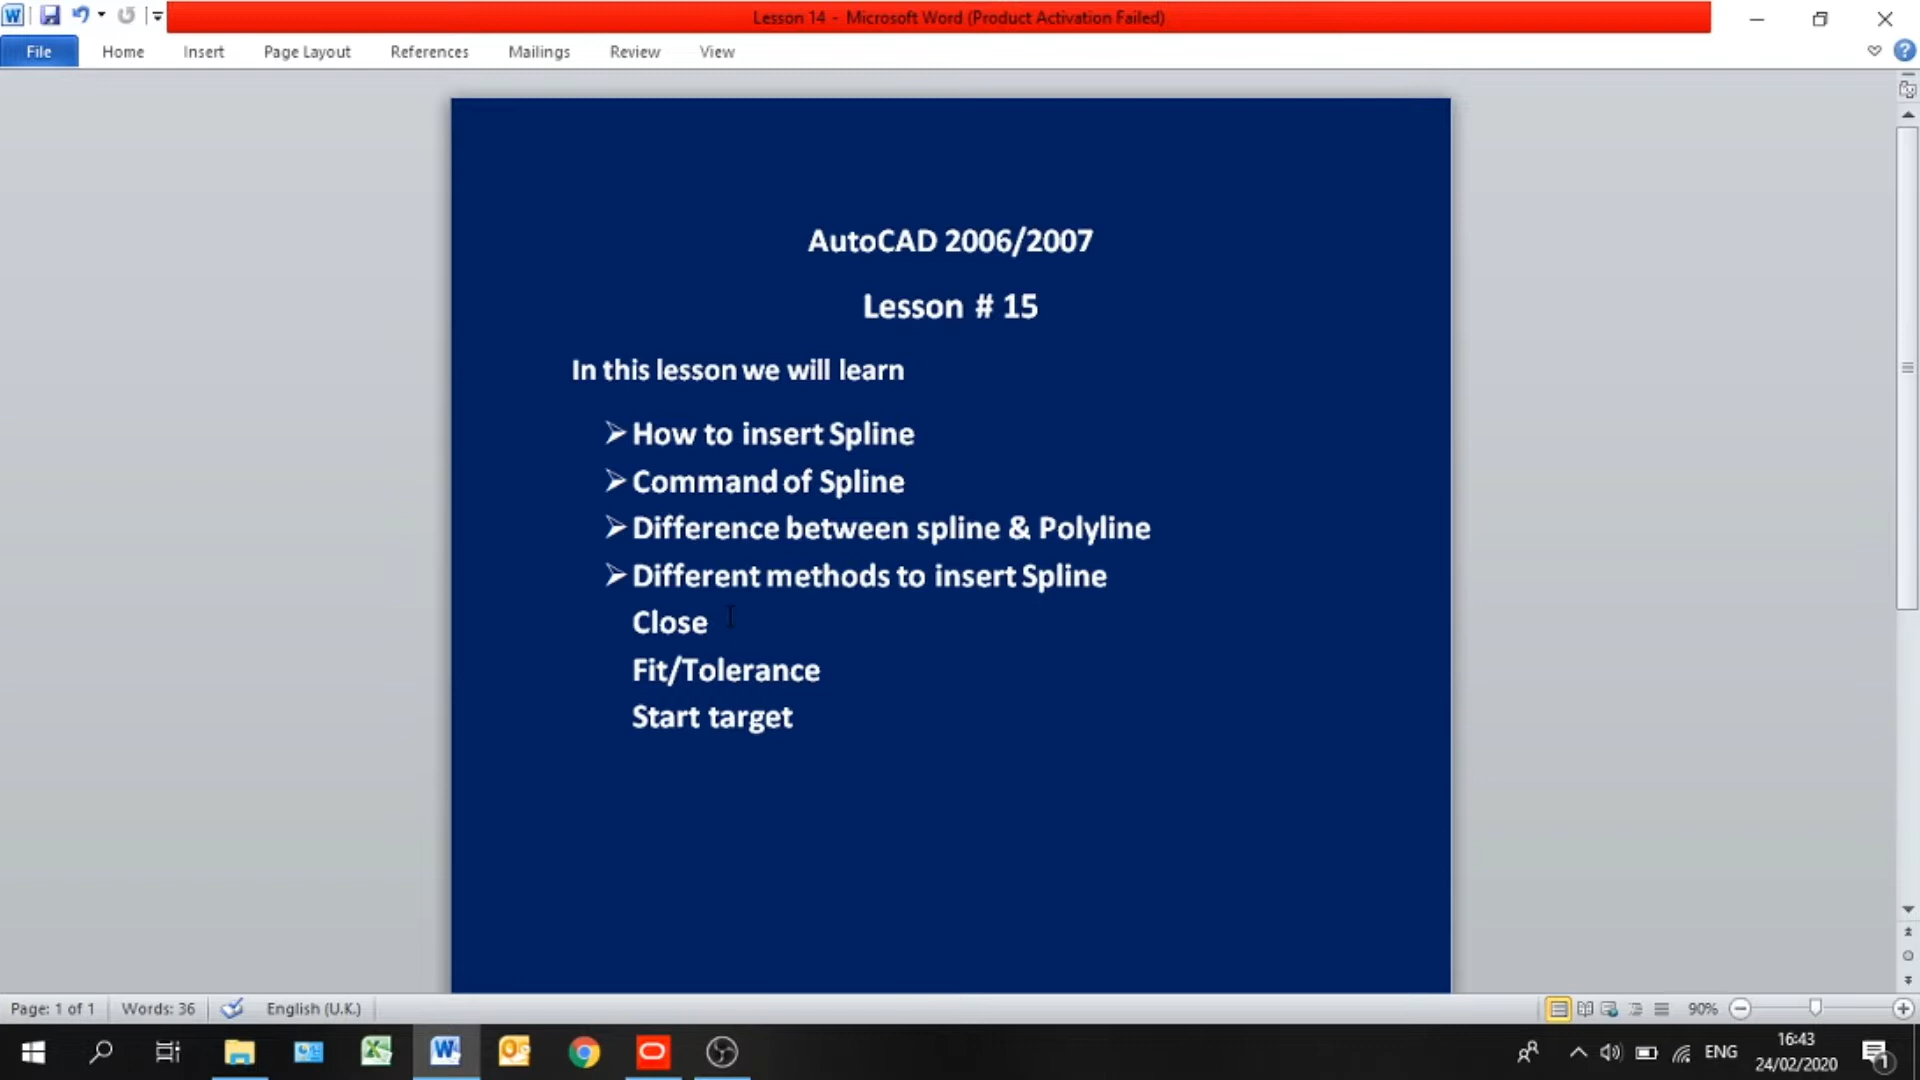 Lesson 14 - Microsoft Word (Product Activation Failed)
File Home Insert Page Layout References Mailings Review View
AutoCAD 2006/2007
Lesson # 15
In this lesson we will learn
➢ How to insert Spline
➢ Command of Spline
➢ Difference between spline & Polyline
➢ Different methods to insert Spline
Close
Fit/Tolerance
Start target
Page: 1 of 1 Words: 36 English (U.K.) 90%
ENG 16:43
24/02/2020 1